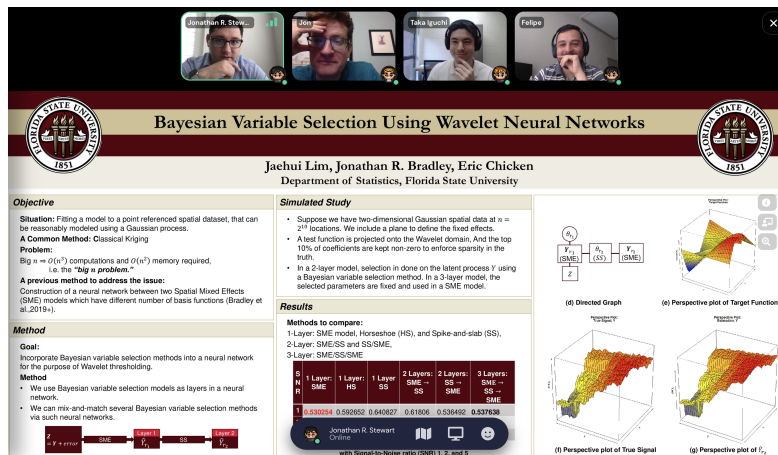 Jonathan R. Stew...
Jon
Taka Iguchi
Felipe
FLORIDA STATE UNIVERSITY
1851
Bayesian Variable Selection Using Wavelet Neural Networks
FLORIDA STATE UNIVERSITY
1851
Jaehui Lim, Jonathan R. Bradley, Eric Chicken
Department of Statistics, Florida State University
Objective
Situation: Fitting a model to a point referenced spatial dataset, that can
be reasonably modeled using a Gaussian process.
A Common Method: Classical Kriging
Problem:
Big n ⇒ O(n³) computations and O(n²) memory required,
i.e. the "big n problem."
A previous method to address the issue:
Construction of a neural network between two Spatial Mixed Effects
(SME) models which have different number of basis functions (Bradley et
al.,2019+).
Method
Goal:
Incorporate Bayesian variable selection methods into a neural network
for the purpose of Wavelet thresholding.
Method
• We use Bayesian variable selection models as layers in a neural
network.
• We can mix-and-match several Bayesian variable selection methods
via such neural networks.
Z
= Y + error
SME
Layer 1
Ŷr₁
SS
Layer 2
Ŷr₂
Simulated Study
• Suppose we have two-dimensional Gaussian spatial data at n =
2¹⁰ locations. We include a plane to define the fixed effects.
• A test function is projected onto the Wavelet domain, And the top
10% of coefficients are kept non-zero to enforce sparsity in the
truth.
• In a 2-layer model, selection in done on the latent process Y using
a Bayesian variable selection method. In a 3-layer model, the
selected parameters are fixed and used in a SME model.
Results
Methods to compare:
1-Layer: SME model, Horseshoe (HS), and Spike-and-slab (SS),
2-Layer: SME/SS and SS/SME,
3-Layer: SME/SS/SME
SNR
1 Layer: SME
1 Layer: HS
1 Layer SS
2 Layers: SME → SS
2 Layers: SS → SME
3 Layers: SME → SS → SME
1 0.530254 0.592652 0.640827 0.61806 0.536492 0.537638
Jonathan R. Stewart
Online
with Signal-to-Noise ratio (SNR) 1, 2, and 5
θr₁
Yr₁
(SME)
θr₂
(SS)
Yr₂
(SME)
Z
(d) Directed Graph
Perspective Plot:
Target Function
(e) Perspective plot of Target Function
Perspective Plot:
True Signal, Y
(f) Perspective plot of True Signal
Perspective Plot:
(g) Perspective plot of Ŷr₂